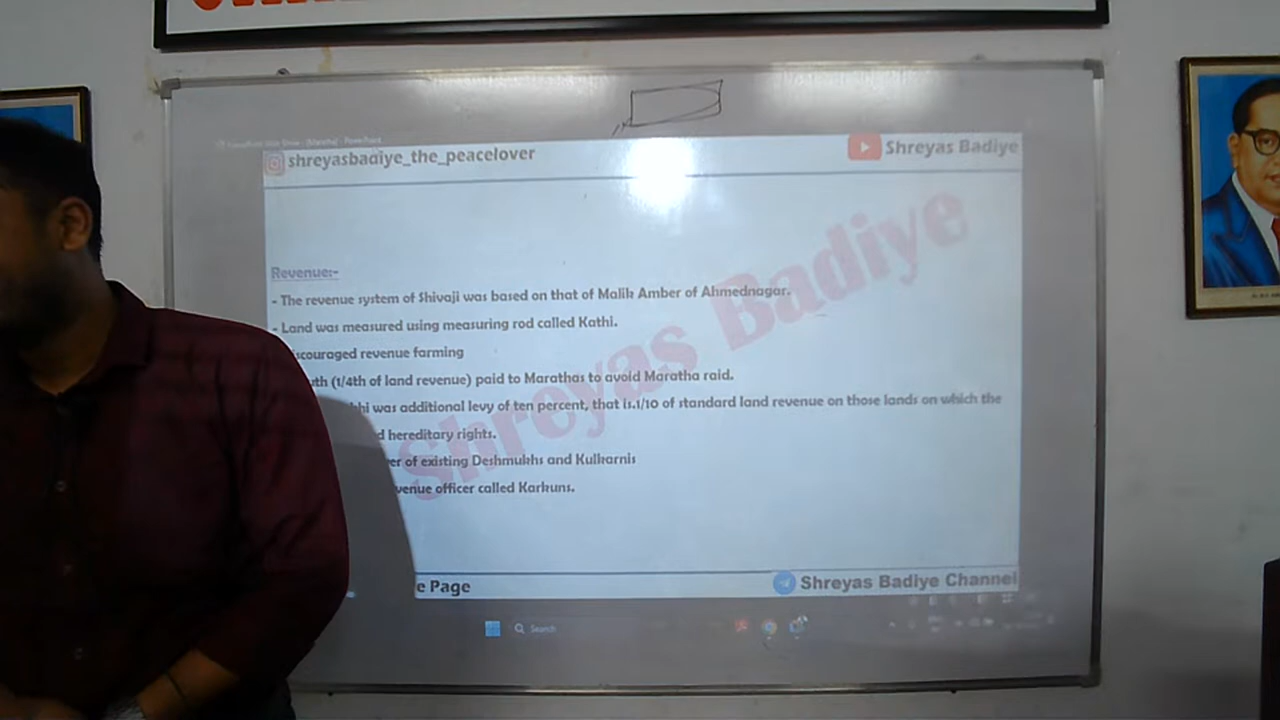 shreyasbadiye_the_peacelover
Shreyas Badiye
Revenue:-
- The revenue system of Shivaji was based on that of Malik Amber of Ahmednagar.
- Land was measured using measuring rod called Kathi.
scouraged revenue farming
uth (1/4th of land revenue) paid to Marathas to avoid Maratha raid.
hi was additional levy of ten percent, that is.1/10 of standard land revenue on those lands on which the
d hereditary rights.
er of existing Deshmukhs and Kulkarnis
venue officer called Karkuns.
Shreyas Badiye
e Page
Shreyas Badiye Channel
Search